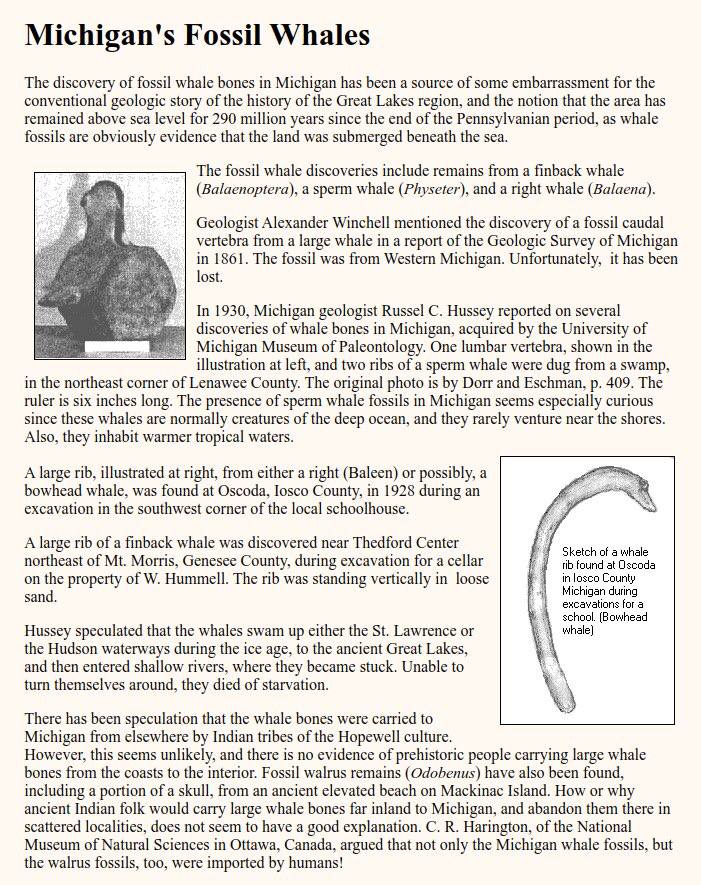 Michigan's Fossil Whales
The discovery of fossil whale bones in Michigan has been a source of some embarrassment for the
conventional geologic story of the history of the Great Lakes region, and the notion that the area has
remained above sea level for 290 million years since the end of the Pennsylvanian period, as whale
fossils are obviously evidence that the land was submerged beneath the sea.
The fossil whale discoveries include remains from a finback whale
(Balaenoptera), a sperm whale (Physeter), and a right whale (Balaena).
Geologist Alexander Winchell mentioned the discovery of a fossil caudal
vertebra from a large whale in a report of the Geologic Survey of Michigan
in 1861. The fossil was from Western Michigan. Unfortunately, it has been
lost.
In 1930, Michigan geologist Russel C. Hussey reported on several
discoveries of whale bones in Michigan, acquired by the University of
Michigan Museum of Paleontology. One lumbar vertebra, shown in the
illustration at left, and two ribs of a sperm whale were dug from a swamp,
in the northeast corner of Lenawee County. The original photo is by Dorr and Eschman, p. 409. The
ruler is six inches long. The presence of sperm whale fossils in Michigan seems especially curious
since these whales are normally creatures of the deep ocean, and they rarely venture near the shores.
Also, they inhabit warmer tropical waters.
A large rib, illustrated at right, from either a right (Baleen) or possibly, a
bowhead whale, was found at Oscoda, Iosco County, in 1928 during an
excavation in the southwest corner of the local schoolhouse.
A large rib of a finback whale was discovered near Thedford Center
northeast of Mt. Morris, Genesee County, during excavation for a cellar
on the property of W. Hummell. The rib was standing vertically in loose
sand.
Sketch of a whale
rib found at Oscoda
in Iosco County
Michigan during
excavations for a
school. (Bowhead
whale)
Hussey speculated that the whales swam up either the St. Lawrence or
the Hudson waterways during the ice age, to the ancient Great Lakes,
and then entered shallow rivers, where they became stuck. Unable to
turn themselves around, they died of starvation.
There has been speculation that the whale bones were carried to
Michigan from elsewhere by Indian tribes of the Hopewell culture.
However, this seems unlikely, and there is no evidence of prehistoric people carrying large whale
bones from the coasts to the interior. Fossil walrus remains (Odobenus) have also been found,
including a portion of a skull, from an ancient elevated beach on Mackinac Island. How or why
ancient Indian folk would carry large whale bones far inland to Michigan, and abandon them there in
scattered localities, does not seem to have a good explanation. C. R. Harington, of the National
Museum of Natural Sciences in Ottawa, Canada, argued that not only the Michigan whale fossils, but
the walrus fossils, too, were imported by humans!